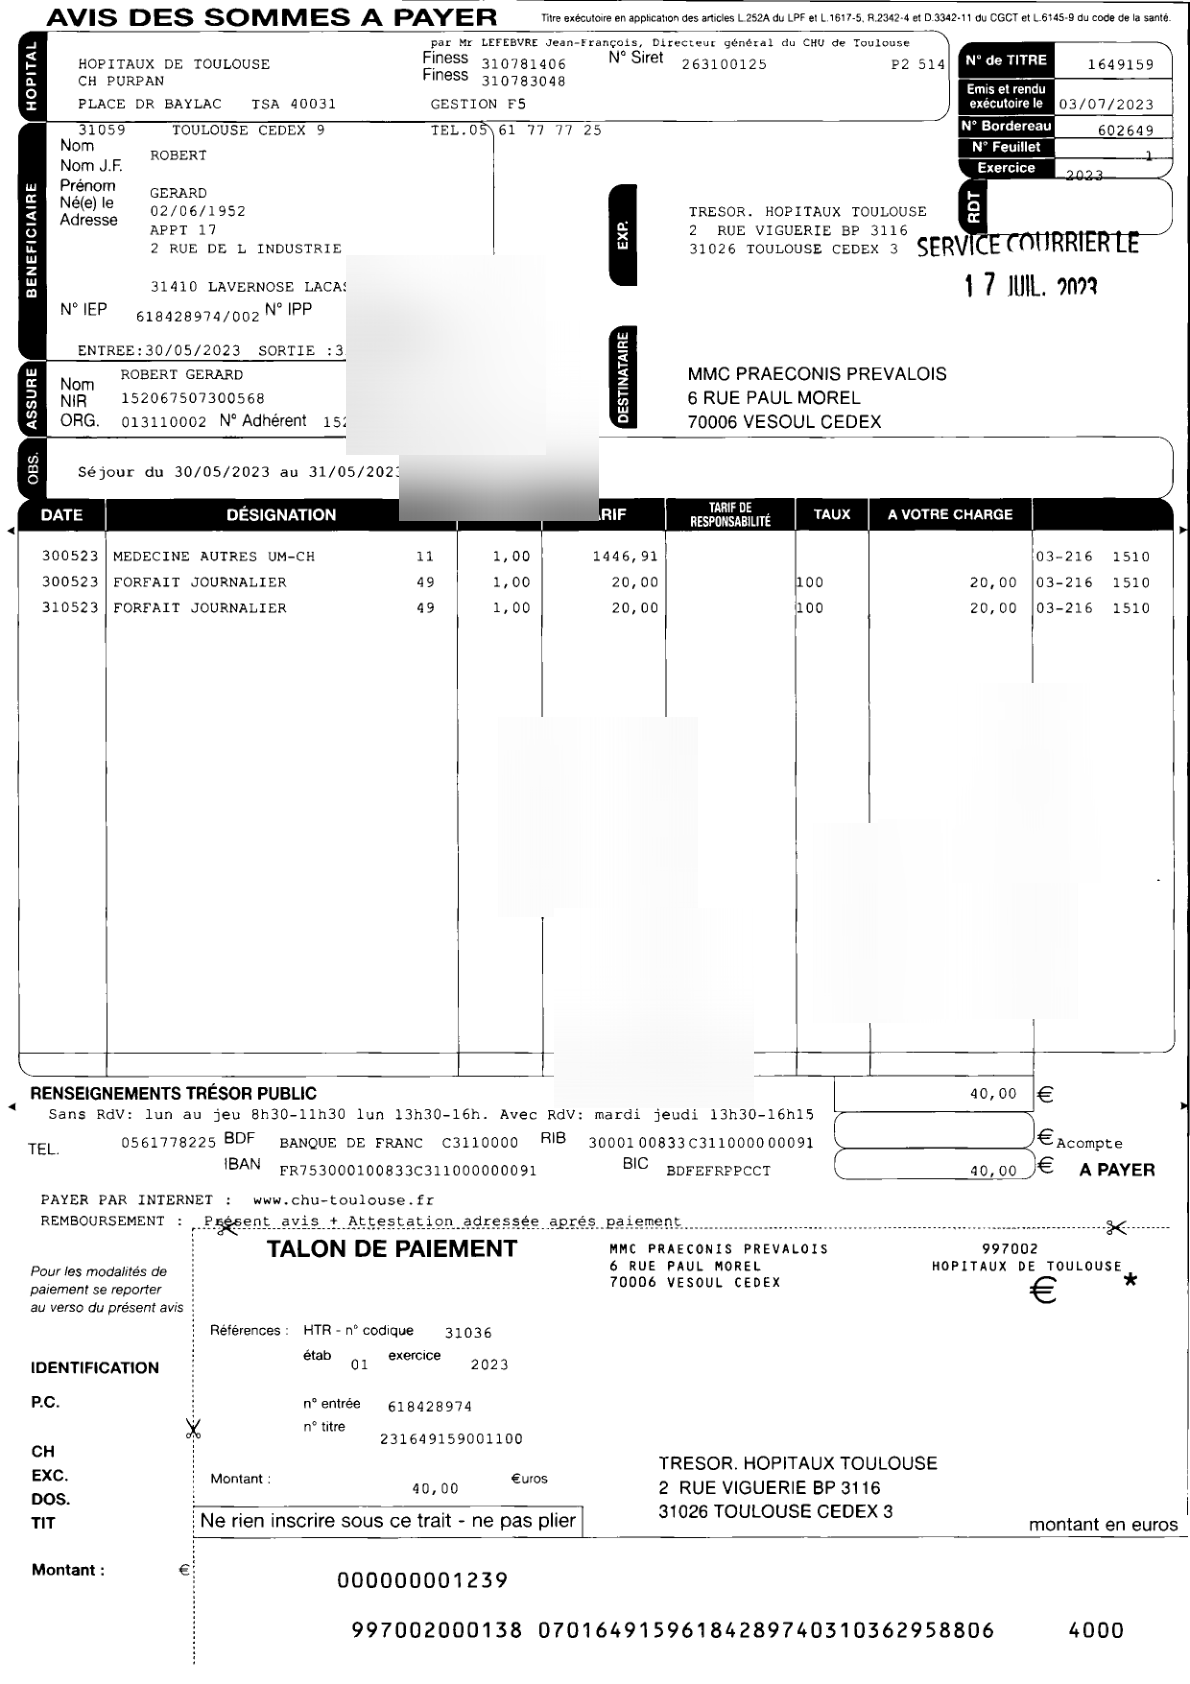 AVIS DES SOMMES A PAYER
Titre exécutoire en application des articles L.252A du LPF et L.1617-5, R.2342-4 et D.3342-11 du CGCT et L.6145-9 du code de la santé.
HOPITAL
par Mr LEFEBVRE Jean-François, Directeur général du CHU de Toulouse
HOPITAUX DE TOULOUSE Finess 310781406 N° Siret 263100125 P2 514
CH PURPAN Finess 310783048
PLACE DR BAYLAC TSA 40031 GESTION F5
31059 TOULOUSE CEDEX 9 TEL.05 61 77 77 25
N° de TITRE 1649159
Emis et rendu exécutoire le 03/07/2023
N° Bordereau 602649
N° Feuillet 1
Exercice 2023
RDT
BENEFICIAIRE
Nom ROBERT
Nom J.F.
Prénom GERARD
Né(e) le 02/06/1952
Adresse APPT 17
2 RUE DE L INDUSTRIE
31410 LAVERNOSE
N° IEP 618428974/002 N° IPP
ENTREE:30/05/2023 SORTIE :
EXP.
TRESOR. HOPITAUX TOULOUSE
2 RUE VIGUERIE BP 3116
31026 TOULOUSE CEDEX 3
SERVICE COURRIER LE
17 JUIL. 2023
ASSURE
Nom ROBERT GERARD
NIR 152067507300568
ORG. 013110002 N° Adhérent
DESTINATAIRE
MMC PRAECONIS PREVALOIS
6 RUE PAUL MOREL
70006 VESOUL CEDEX
OBS.
Séjour du 30/05/2023 au 31/05/2023
DATE DÉSIGNATION TARIF DE RESPONSABILITÉ TAUX A VOTRE CHARGE
300523 MEDECINE AUTRES UM-CH 11 1,00 1446,91 03-216 1510
300523 FORFAIT JOURNALIER 49 1,00 20,00 100 20,00 03-216 1510
310523 FORFAIT JOURNALIER 49 1,00 20,00 100 20,00 03-216 1510
RENSEIGNEMENTS TRÉSOR PUBLIC 40,00 €
Sans RdV: lun au jeu 8h30-11h30 lun 13h30-16h. Avec RdV: mardi jeudi 13h30-16h15
TEL. 0561778225 BDF BANQUE DE FRANC C3110000 RIB 30001 00833 C3110000000 91 € Acompte
IBAN FR753000100833C311000000091 BIC BDFEFRPPCCT 40,00 € A PAYER
PAYER PAR INTERNET : www.chu-toulouse.fr
REMBOURSEMENT : Présent avis + Attestation adressée aprés paiement
TALON DE PAIEMENT
MMC PRAECONIS PREVALOIS 997002
6 RUE PAUL MOREL HOPITAUX DE TOULOUSE
70006 VESOUL CEDEX € *
Pour les modalités de
paiement se reporter
au verso du présent avis
Références : HTR - n° codique 31036
étab 01 exercice 2023
n° entrée 618428974
n° titre 231649159001100
Montant : 40,00 €uros
IDENTIFICATION
P.C.
CH
EXC.
DOS.
TIT
Montant : €
TRESOR. HOPITAUX TOULOUSE
2 RUE VIGUERIE BP 3116
31026 TOULOUSE CEDEX 3
Ne rien inscrire sous ce trait - ne pas plier
montant en euros
000000001239
997002000138 070164915961842897403103629588​06 4000